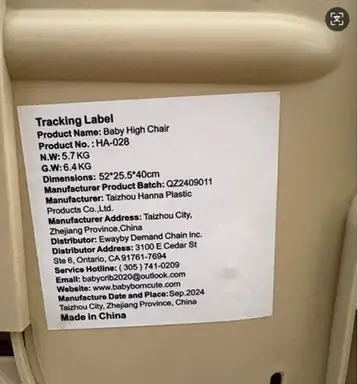 Tracking Label
Product Name: Baby High Chair
Product No.: HA-028
N.W: 5.7 KG
G.W: 6.4 KG
Dimensions: 52*25.5*40cm
Manufacturer Product Batch: QZ2409011
Manufacturer: Taizhou Hanna Plastic
Products Co.,Ltd.
Manufacturer Address: Taizhou City,
Zhejiang Province,China
Distributor: Ewayby Demand Chain Inc.
Distributor Address: 3100 E Cedar St
Ste 6, Ontario, CA 91761-7694
Service Hotline: ( 305 ) 741-0209
Email: babycrib2020@outlook.com
Website: www.babyborncute.com
Manufacture Date and Place: Sep.2024
Taizhou City, Zhejiang Province, China
Made in China